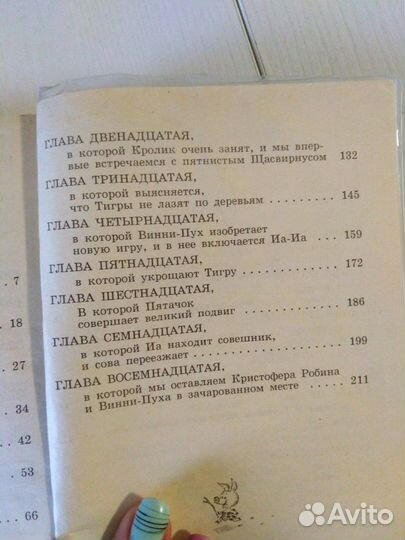 ГЛАВА ДВЕНАДЦАТАЯ,
в которой Кролик очень занят, и мы впер-
вые встречаемся с пятнистым Щасвирнусом 132
ГЛАВА ТРИНАДЦАТАЯ,
в которой выясняется,
что Тигры не лазят по деревьям ......... 145
ГЛАВА ЧЕТЫРНАДЦАТАЯ,
в которой Винни-Пух изобретает
новую игру, и в нее включается Иа-Иа ... 159
ГЛАВА ПЯТНАДЦАТАЯ,
в которой укрощают Тигру ............. 172
ГЛАВА ШЕСТНАДЦАТАЯ,
В которой Пятачок
совершает великий подвиг ............. 186
ГЛАВА СЕМНАДЦАТАЯ,
в которой Иа находит совешник,
и сова переезжает .................... 199
ГЛАВА ВОСЕМНАДЦАТАЯ,
в которой мы оставляем Кристофера Робина
и Винни-Пуха в зачарованном месте ..... 211
. 7
. 18
. . 27
. . . 34
. . . 42
. . . 53
. . . 66
Avito